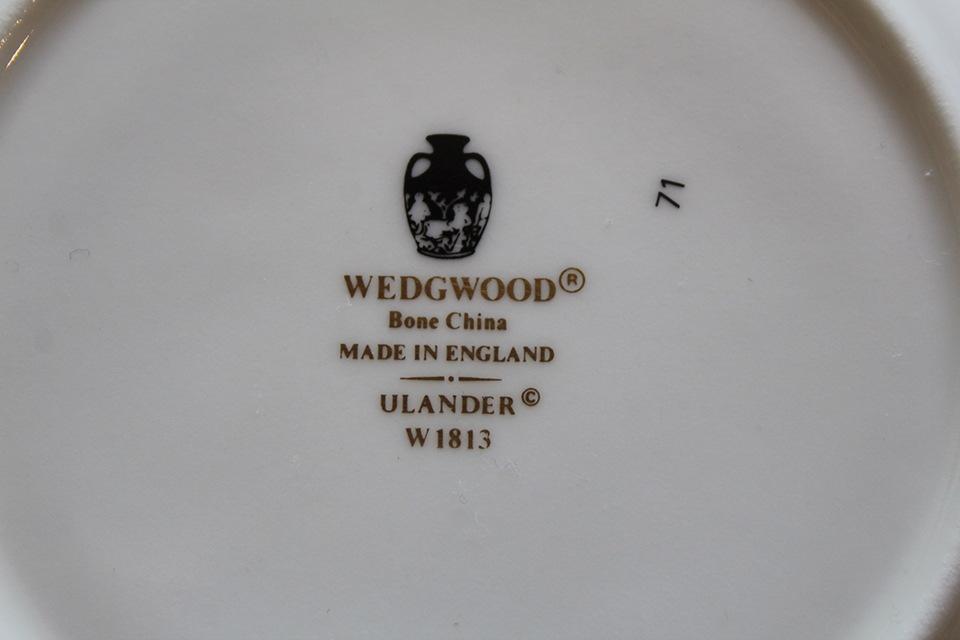 WEDGWOOD®
Bone China
MADE IN ENGLAND
ULANDER©
W1813
71